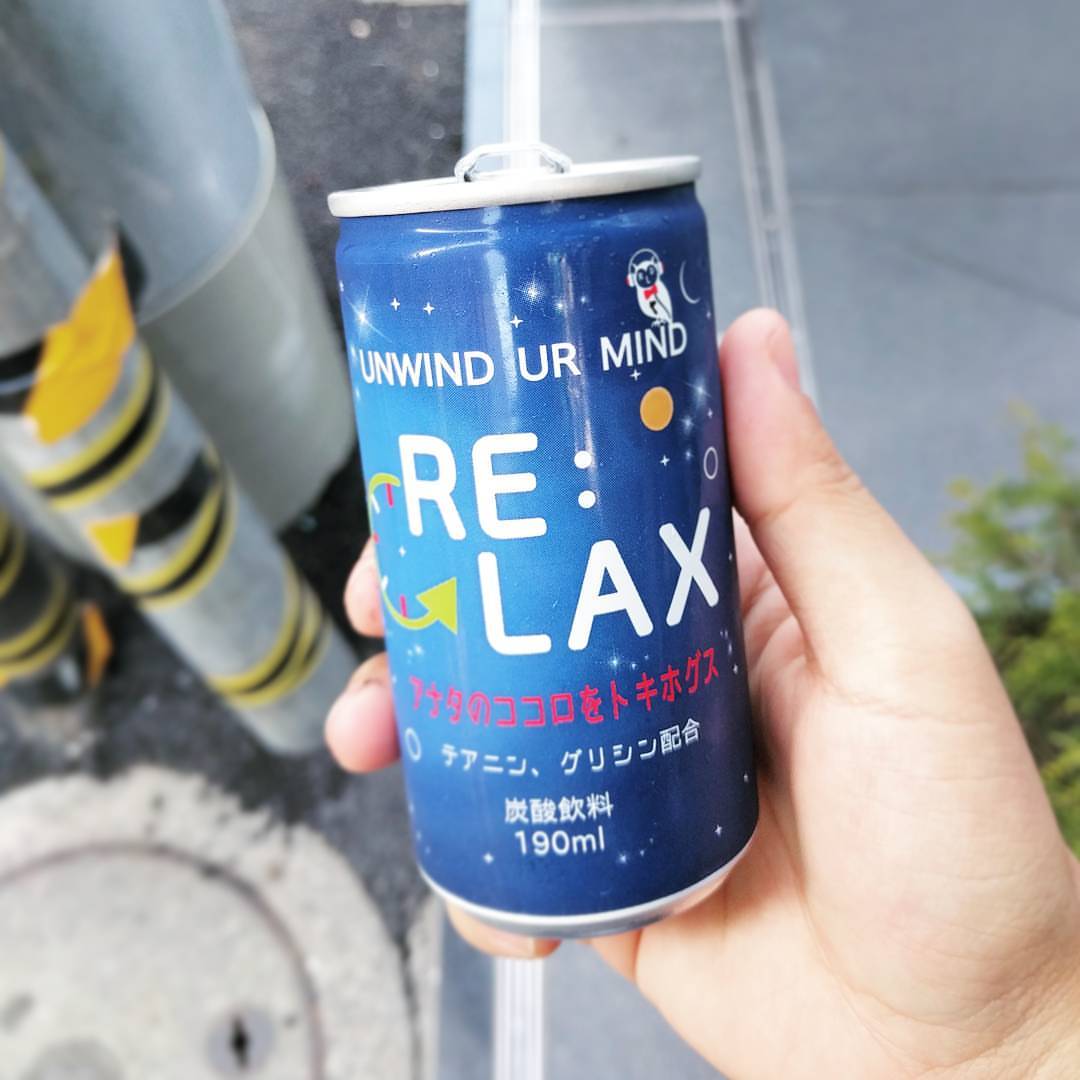 UNWIND UR MIND
RE:
LAX
アナタのココロをトキホグス
テアニン、グリシン配合
炭酸飲料
190ml